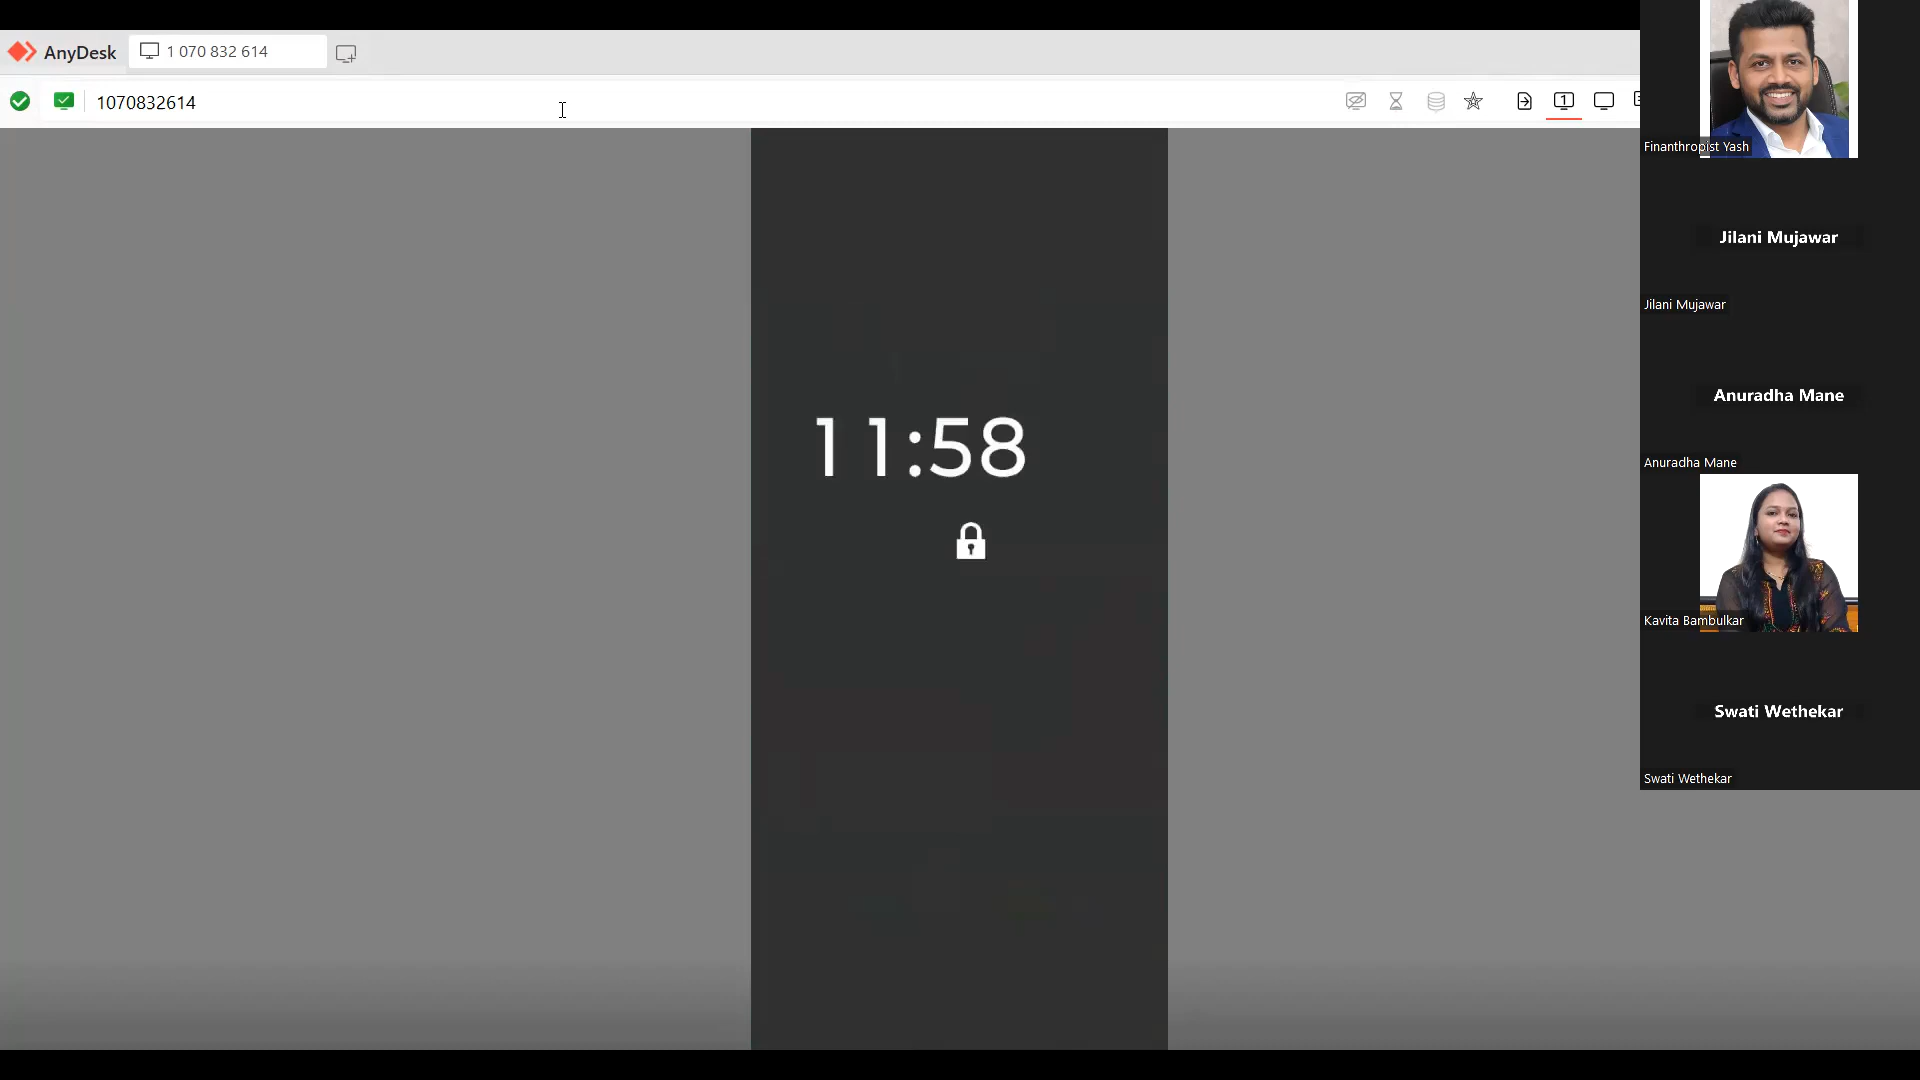 AnyDesk
1 070 832 614
1070832614
1
11:58
Finanthropist Yash
Jilani Mujawar
Jilani Mujawar
Anuradha Mane
Anuradha Mane
Kavita Bambulkar
Swati Wethekar
Swati Wethekar